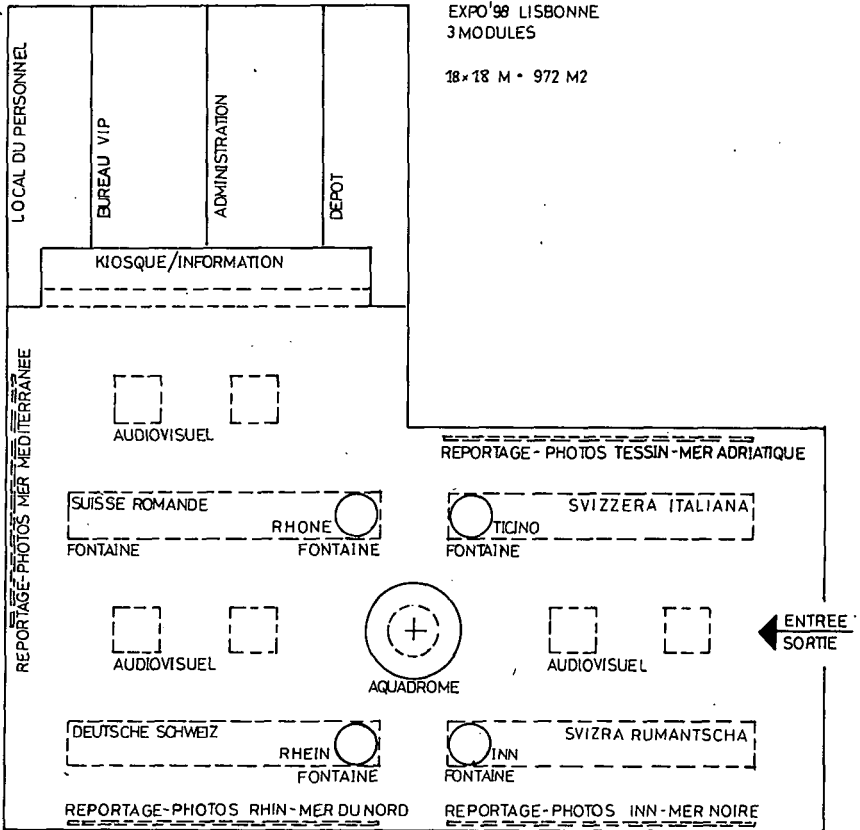 EXPO'98 LISBONNE
3 MODULES
18×18 M · 972 M2
LOCAL DU PERSONNEL
BUREAU VIP
ADMINISTRATION
DEPOT
KIOSQUE/INFORMATION
REPORTAGE-PHOTOS MER MEDITERRANEE
AUDIOVISUEL
REPORTAGE-PHOTOS TESSIN-MER ADRIATIQUE
SUISSE ROMANDE
RHONE
FONTAINE
FONTAINE
SVIZZERA ITALIANA
TICINO
FONTAINE
AUDIOVISUEL
AQUADROME
AUDIOVISUEL
ENTREE
SORTIE
DEUTSCHE SCHWEIZ
RHEIN
FONTAINE
SVIZRA RUMANTSCHA
INN
FONTAINE
REPORTAGE-PHOTOS RHIN-MER DU NORD
REPORTAGE-PHOTOS INN-MER NOIRE